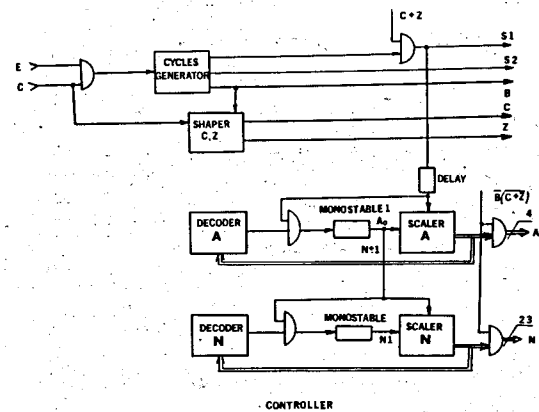 C+Z
S1
E
CYCLES
GENERATOR
S2
C
B
SHAPER
C,Z
C
Z
DELAY
B(C+Z)
MONOSTABLE 1
4
DECODER
A
A₀
SCALER
A
A
N+1
MONOSTABLE
23
DECODER
N
N1
SCALER
N
N
CONTROLLER